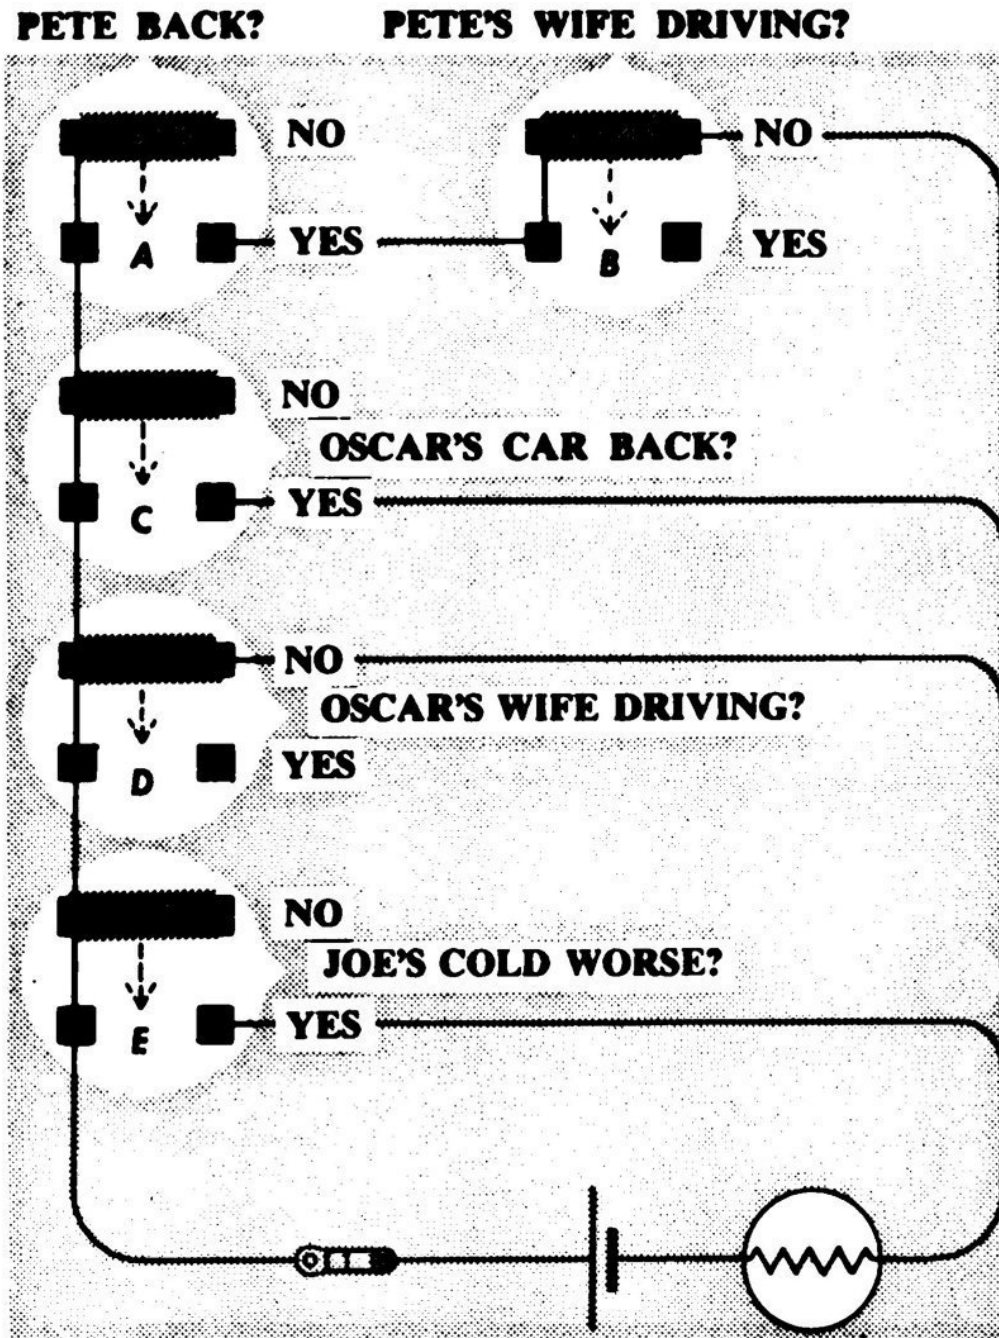 PETE BACK? PETE'S WIFE DRIVING?
NO NO
A YES B YES
NO
OSCAR'S CAR BACK?
C YES
NO
OSCAR'S WIFE DRIVING?
D YES
NO
JOE'S COLD WORSE?
E YES